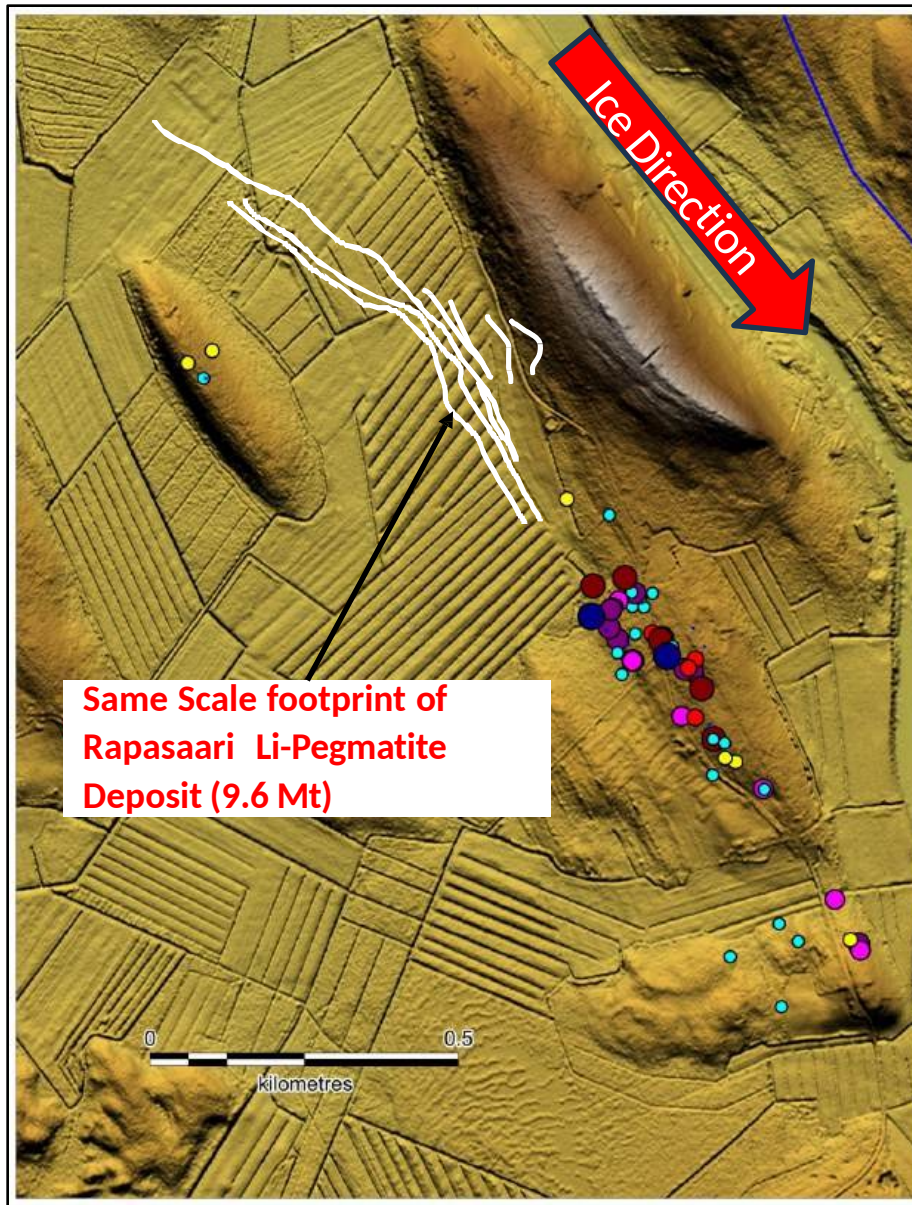 Ice Direction
Same Scale footprint of
Rapasaari Li-Pegmatite
Deposit (9.6 Mt)
0 0.5
kilometres